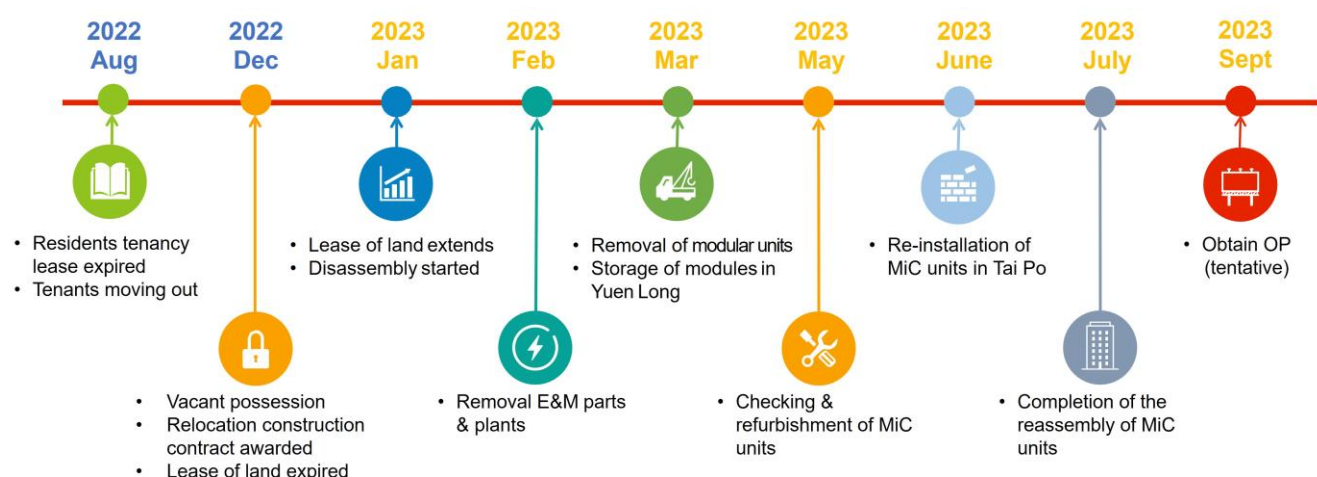 2022
Aug
2022
Dec
2023
Jan
2023
Feb
2023
Mar
2023
May
2023
June
2023
July
2023
Sept
• Residents tenancy
lease expired
• Tenants moving out
• Vacant possession
• Relocation construction
contract awarded
• Lease of land expired
• Lease of land extends
• Disassembly started
• Removal E&M parts
& plants
• Removal of modular units
• Storage of modules in
Yuen Long
• Checking &
refurbishment of MiC
units
• Re-installation of
MiC units in Tai Po
• Completion of the
reassembly of MiC
units
• Obtain OP
(tentative)